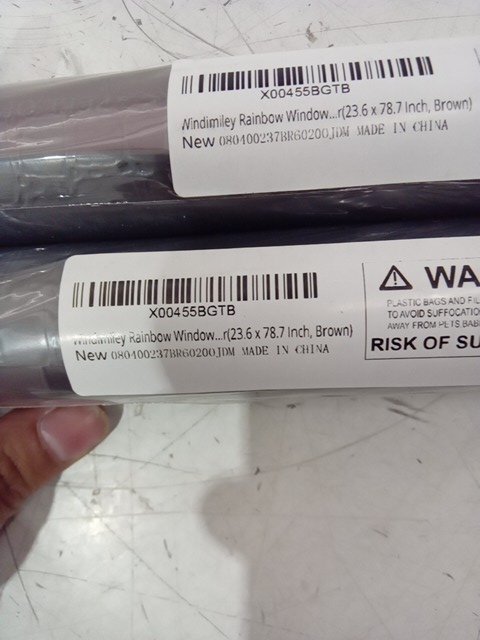 X00455BGTB
Windimiley Rainbow Window...r(23.6 x 78.7 Inch, Brown)
New 080400237BR60200JDM MADE IN CHINA
X00455BGTB
Windimiley Rainbow Window...r(23.6 x 78.7 Inch, Brown)
New 080400237BR60200JDM MADE IN CHINA
⚠ WA
PLASTIC BAGS AND FIL
TO AVOID SUFFOCATIO
AWAY FROM PETS, BAB
RISK OF SU